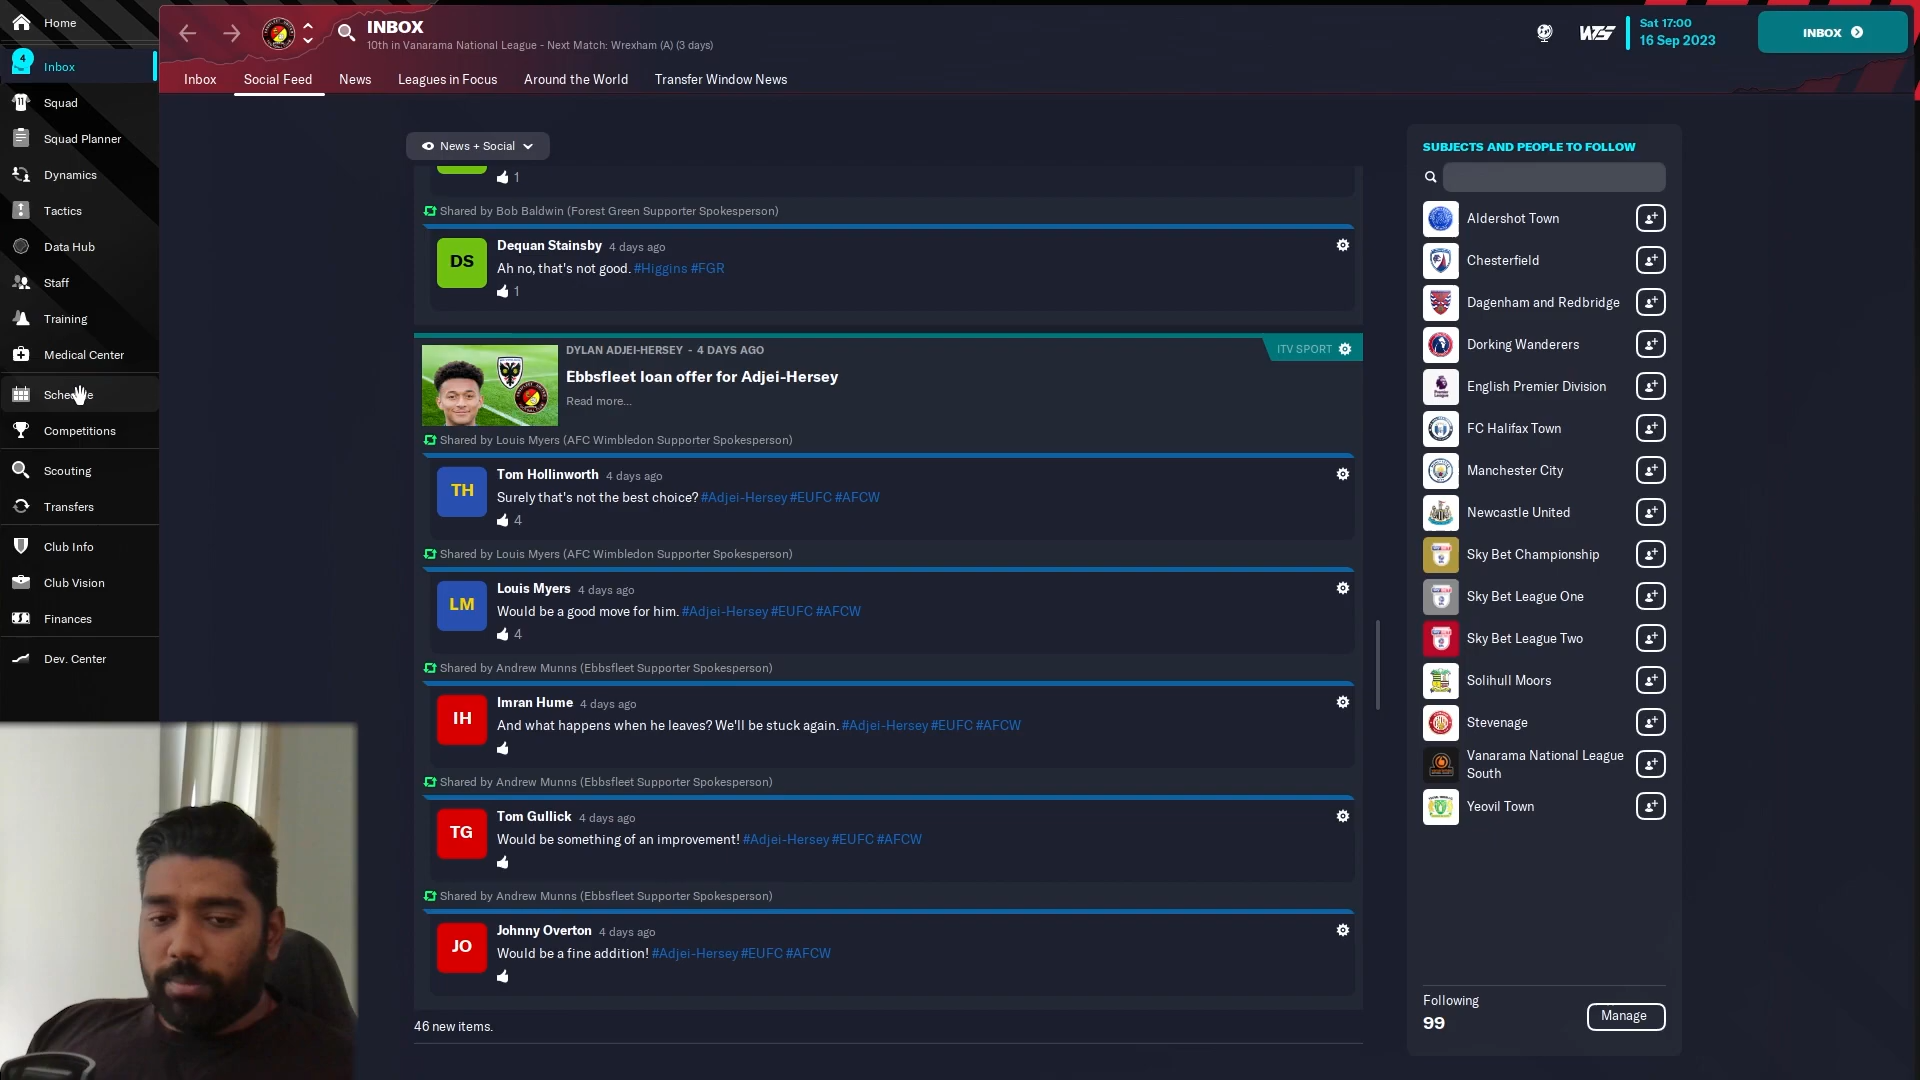 Home
4
Inbox
Squad
Squad Planner
Dynamics
Tactics
Data Hub
Staff
Training
Medical Center
Competitions
Scouting
Transfers
Club Info
Club Vision
Finances
Dev. Center
INBOX
10th in Vanarama National League - Next Match: Wrexham (A) (3 days)
Sat 17:00
16 Sep 2023
INBOX
Inbox
Social Feed
News
Leagues in Focus
Around the World
Transfer Window News
News + Social
1
Shared by Bob Baldwin (Forest Green Supporter Spokesperson)
DS
Dequan Stainsby 4 days ago
Ah no, that's not good. #Higgins #FGR
1
DYLAN ADJEI-HERSEY - 4 DAYS AGO
ITV SPORT
Ebbsfleet loan offer for Adjei-Hersey
Read more...
Shared by Louis Myers (AFC Wimbledon Supporter Spokesperson)
TH
Tom Hollinworth 4 days ago
Surely that's not the best choice? #Adjei-Hersey #EUFC #AFCW
4
Shared by Louis Myers (AFC Wimbledon Supporter Spokesperson)
LM
Louis Myers 4 days ago
Would be a good move for him. #Adjei-Hersey #EUFC #AFCW
4
Shared by Andrew Munns (Ebbsfleet Supporter Spokesperson)
IH
Imran Hume 4 days ago
And what happens when he leaves? We'll be stuck again. #Adjei-Hersey #EUFC #AFCW
Shared by Andrew Munns (Ebbsfleet Supporter Spokesperson)
TG
Tom Gullick 4 days ago
Would be something of an improvement! #Adjei-Hersey #EUFC #AFCW
Shared by Andrew Munns (Ebbsfleet Supporter Spokesperson)
JO
Johnny Overton 4 days ago
Would be a fine addition! #Adjei-Hersey #EUFC #AFCW
46 new items.
SUBJECTS AND PEOPLE TO FOLLOW
Aldershot Town
Chesterfield
Dagenham and Redbridge
Dorking Wanderers
English Premier Division
FC Halifax Town
Manchester City
Newcastle United
Sky Bet Championship
Sky Bet League One
Sky Bet League Two
Solihull Moors
Stevenage
Vanarama National League
South
Yeovil Town
Following
99
Manage